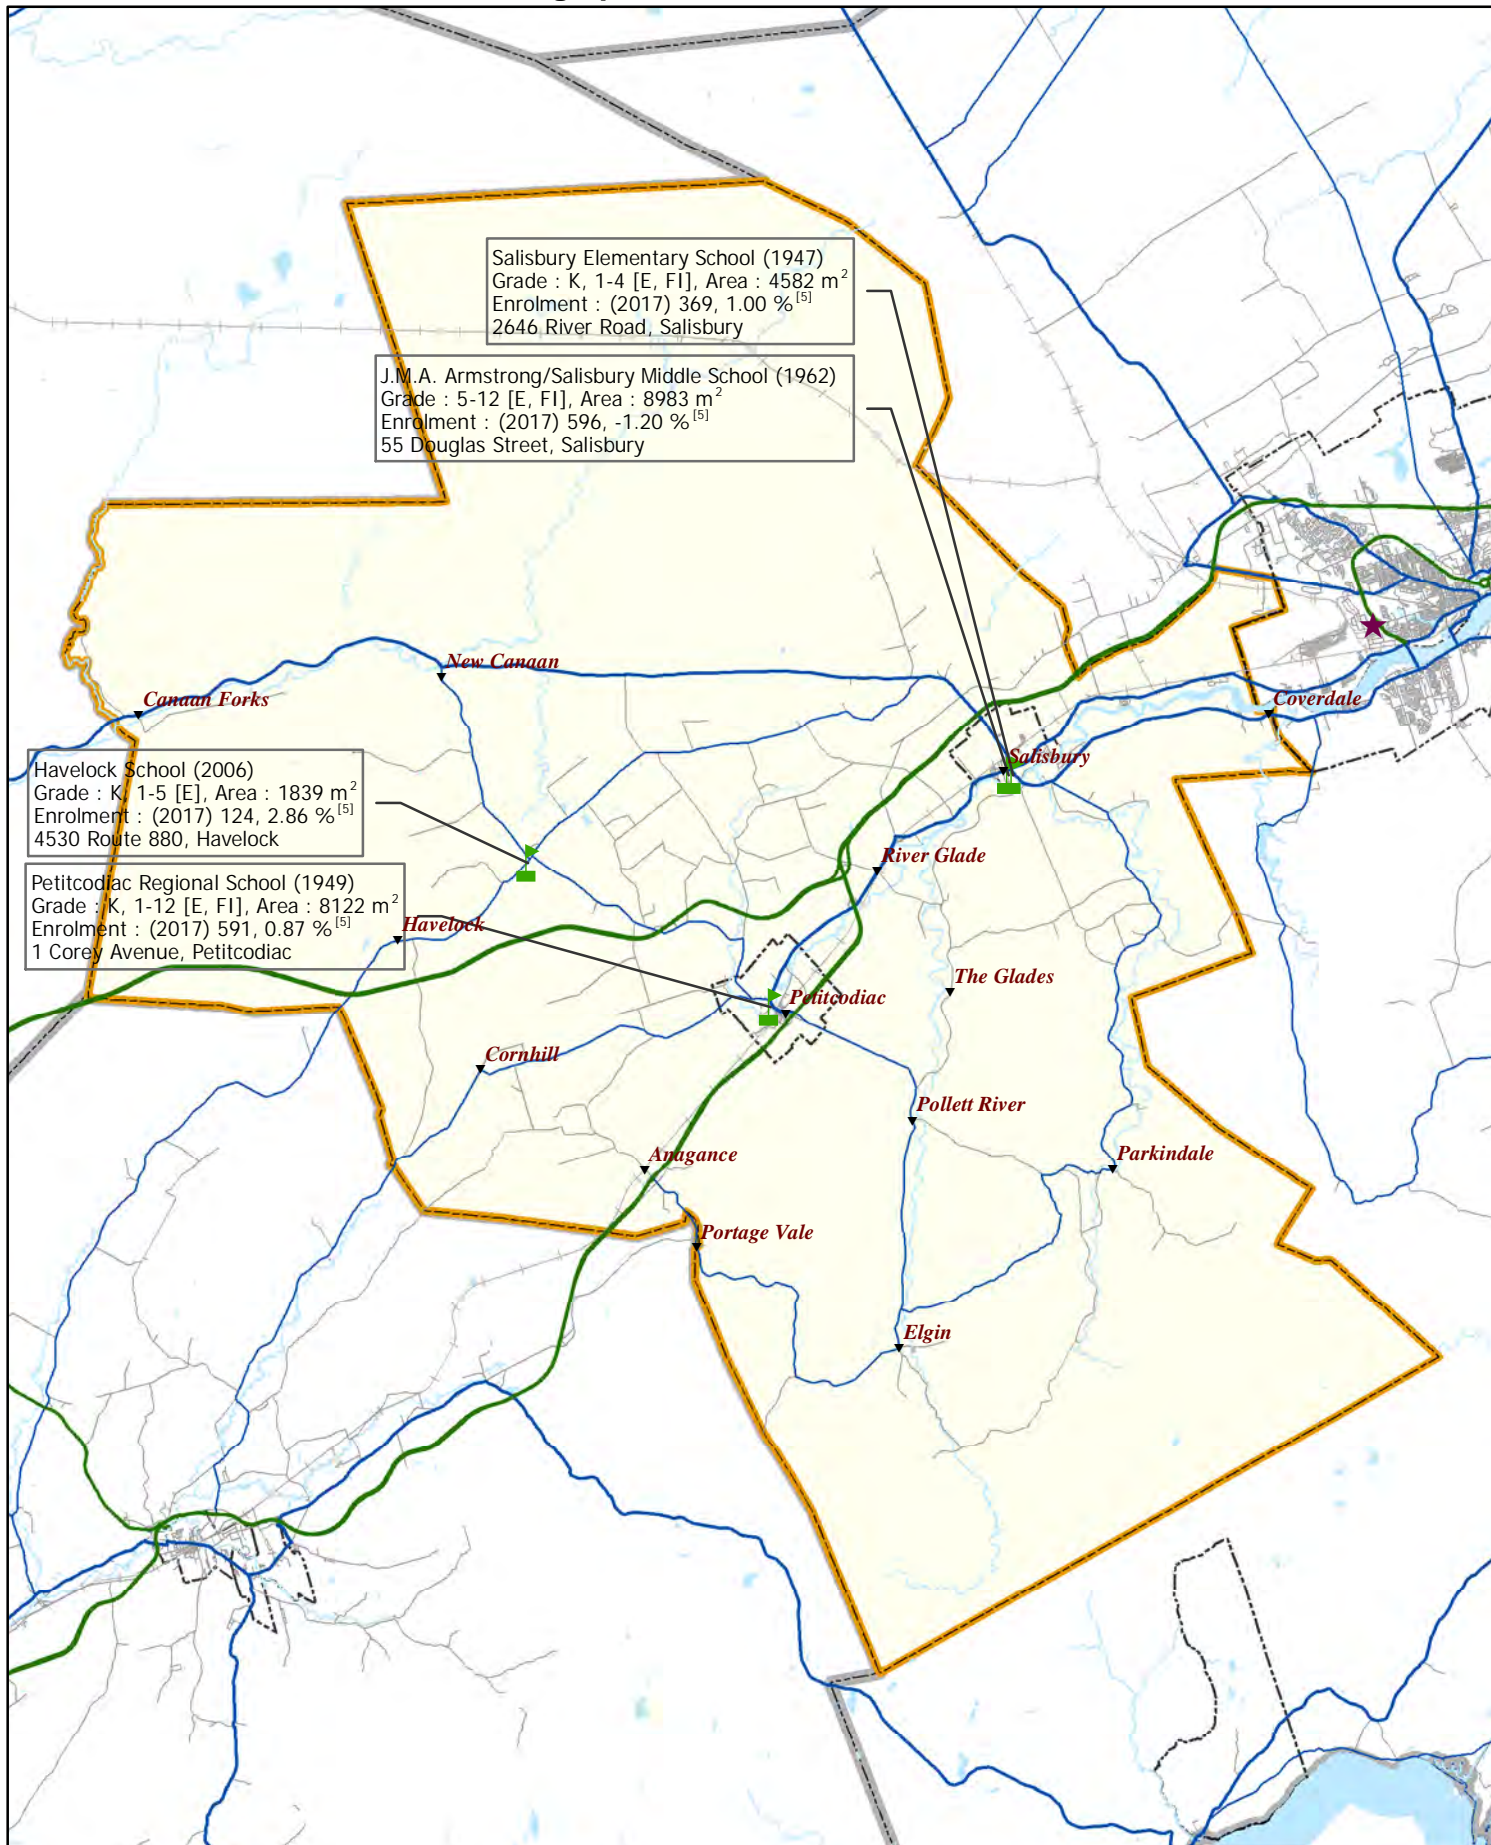 Salisbury Elementary School (1947)
Grade : K, 1-4 [E, FI], Area : 4582 m²
Enrolment : (2017) 369, 1.00 % [5]
2646 River Road, Salisbury
J.M.A. Armstrong/Salisbury Middle School (1962)
Grade : 5-12 [E, FI], Area : 8983 m²
Enrolment : (2017) 596, -1.20 % [5]
55 Douglas Street, Salisbury
New Canaan
Canaan Forks
Coverdale
Salisbury
Havelock School (2006)
Grade : K, 1-5 [E], Area : 1839 m²
Enrolment : (2017) 124, 2.86 % [5]
4530 Route 880, Havelock
River Glade
Petitcodiac Regional School (1949)
Grade : K, 1-12 [E, FI], Area : 8122 m²
Enrolment : (2017) 591, 0.87 % [5]
1 Corey Avenue, Petitcodiac
Havelock
The Glades
Petitcodiac
Cornhill
Pollett River
Anagance
Parkindale
Portage Vale
Elgin